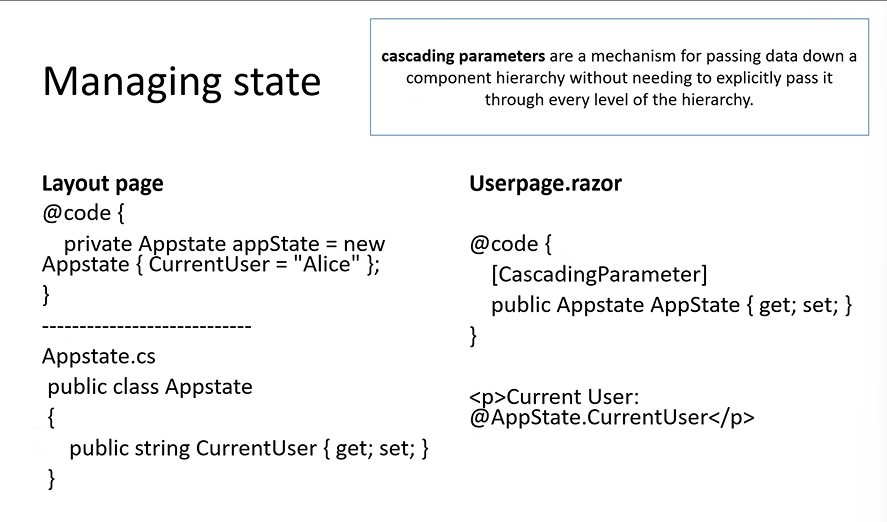 Managing state
cascading parameters are a mechanism for passing data down a
component hierarchy without needing to explicitly pass it
through every level of the hierarchy.
Layout page
@code {
private Appstate appState = new
Appstate { CurrentUser = "Alice" };
}
----------------------------
Appstate.cs
public class Appstate
{
public string CurrentUser { get; set; }
}
Userpage.razor
@code {
[CascadingParameter]
public Appstate AppState { get; set; }
}
<p>Current User:
@AppState.CurrentUser</p>